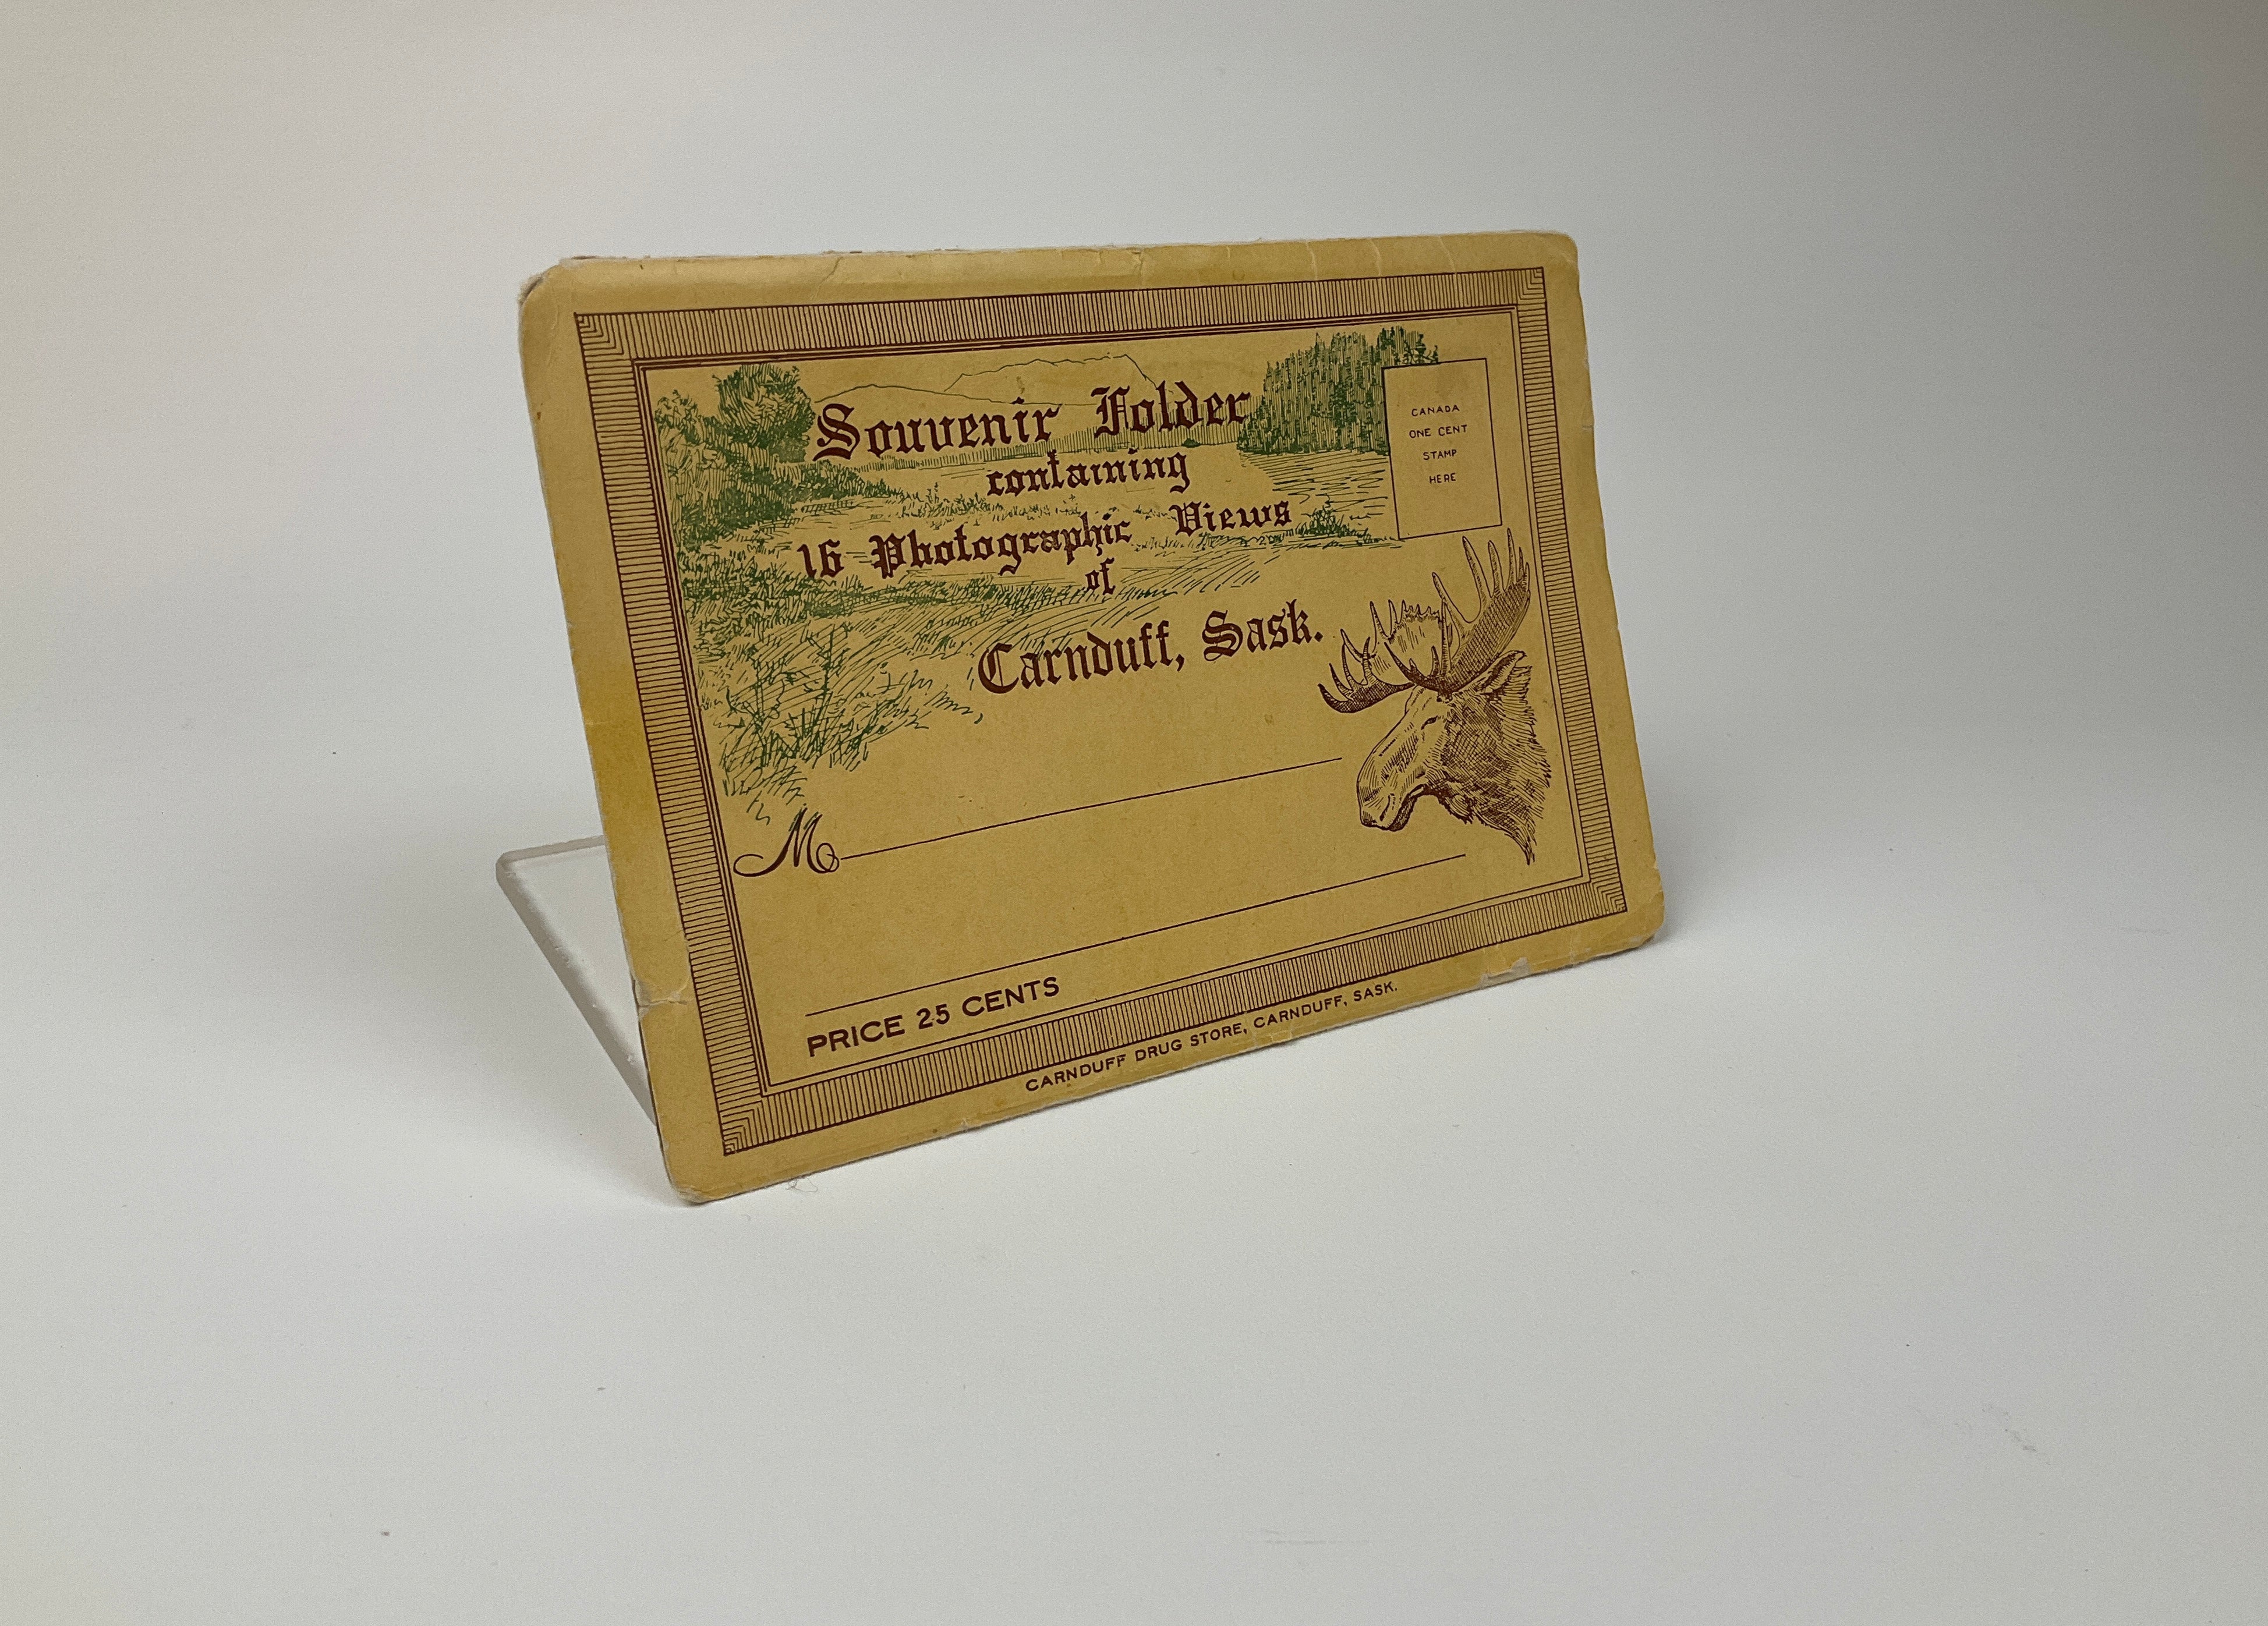 Souvenir Folder
containing
16 Photographic Views
of
Carnduff, Sask.
CANADA
ONE CENT
STAMP
HERE
M
PRICE 25 CENTS
CARNDUFF DRUG STORE, CARNDUFF, SASK.